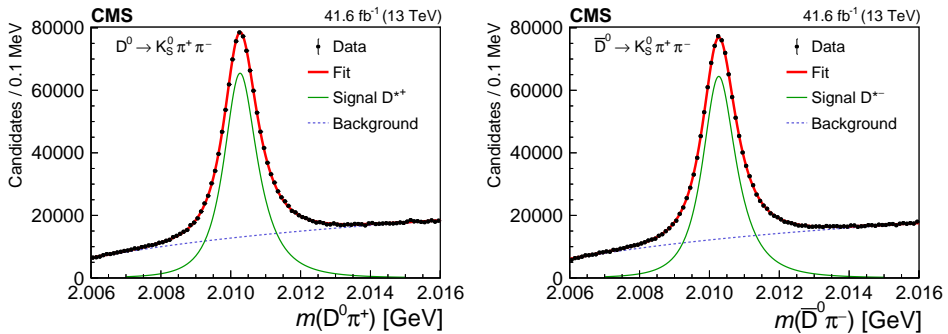 CMS 41.6 fb⁻¹ (13 TeV)
D⁰ → K⁰_S π⁺ π⁻
Data
Fit
Signal D*⁺
Background
Candidates / 0.1 MeV
80000
60000
40000
20000
0
2.006 2.008 2.010 2.012 2.014 2.016
m(D⁰π⁺) [GeV]
CMS 41.6 fb⁻¹ (13 TeV)
D̅⁰ → K⁰_S π⁺ π⁻
Data
Fit
Signal D*⁻
Background
Candidates / 0.1 MeV
80000
60000
40000
20000
0
2.006 2.008 2.010 2.012 2.014 2.016
m(D̅⁰π⁻) [GeV]